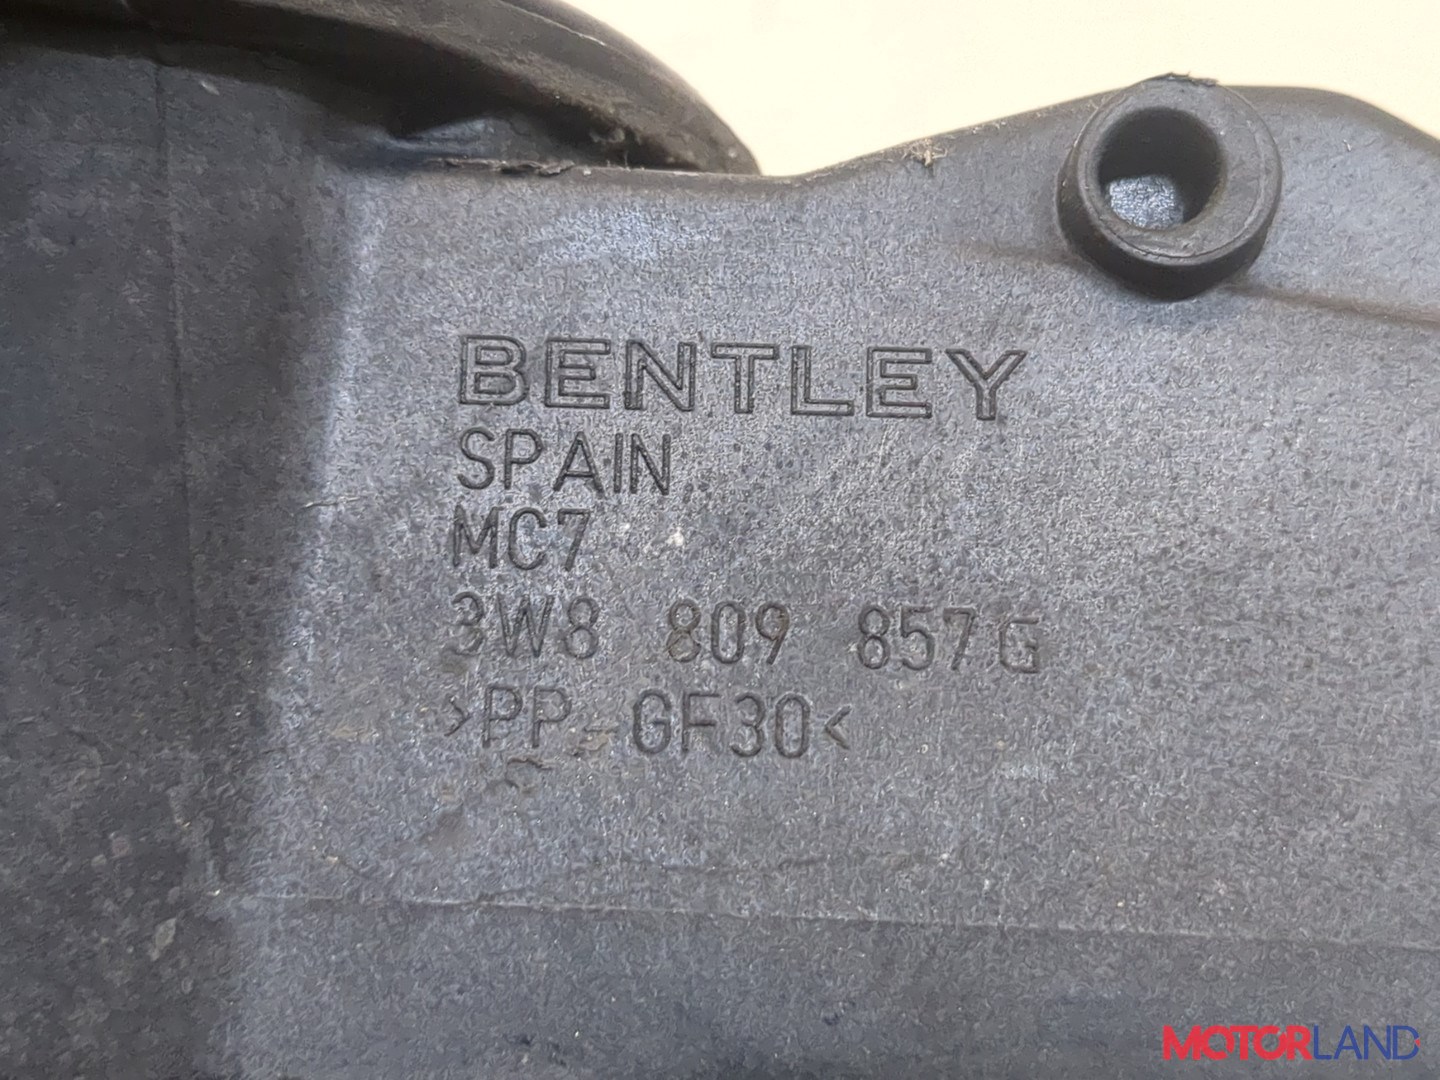 BENTLEY
SPAIN
MC7
3W8 809 857G
>PP-GF30<
MOTORLAND